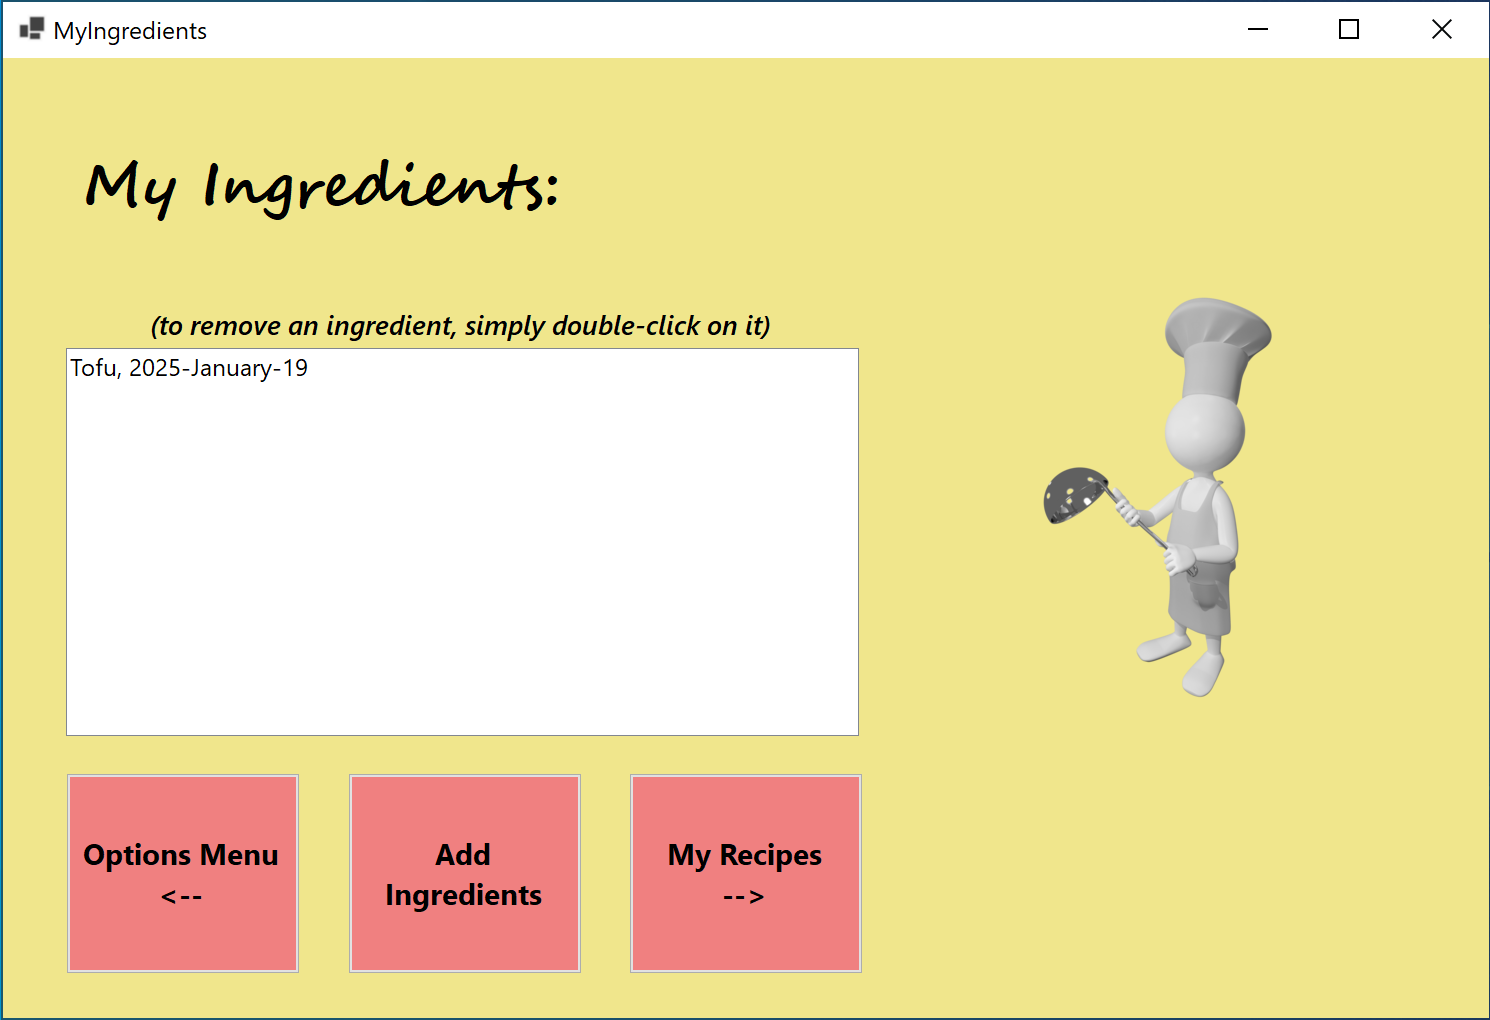 MyIngredients
My Ingredients:
(to remove an ingredient, simply double-click on it)
Tofu, 2025-January-19
Options Menu
<--
Add
Ingredients
My Recipes
-->